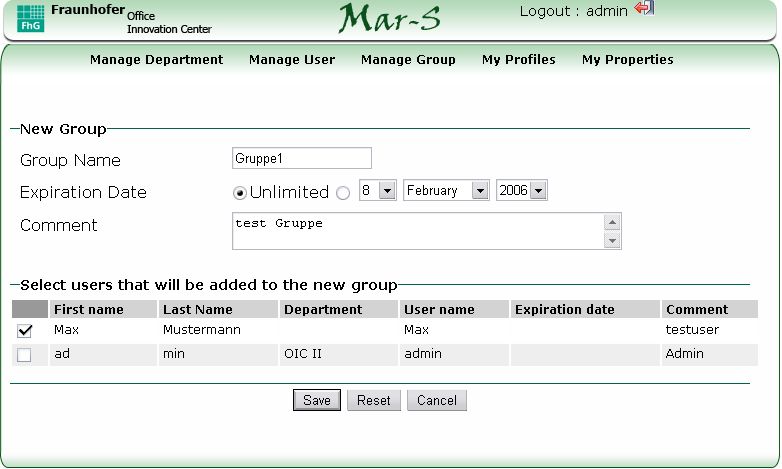 Fraunhofer Office
Innovation Center
FhG
Mar-S
Logout : admin
Manage Department Manage User Manage Group My Profiles My Properties
New Group
Group Name Gruppe1
Expiration Date Unlimited 8 February 2006
Comment test Gruppe
Select users that will be added to the new group
First name Last Name Department User name Expiration date Comment
Max Mustermann Max testuser
ad min OIC II admin Admin
Save Reset Cancel